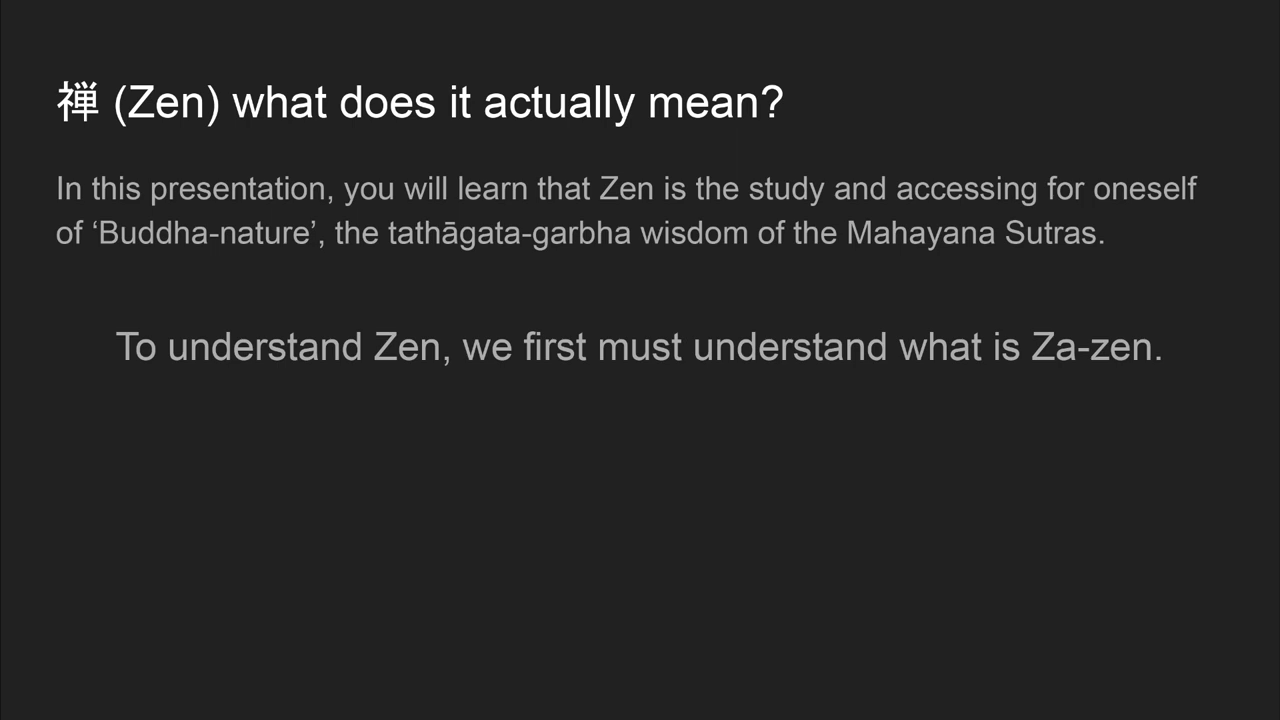 禅 (Zen) what does it actually mean?
In this presentation, you will learn that Zen is the study and accessing for oneself
of ‘Buddha-nature’, the tathāgata-garbha wisdom of the Mahayana Sutras.
To understand Zen, we first must understand what is Za-zen.